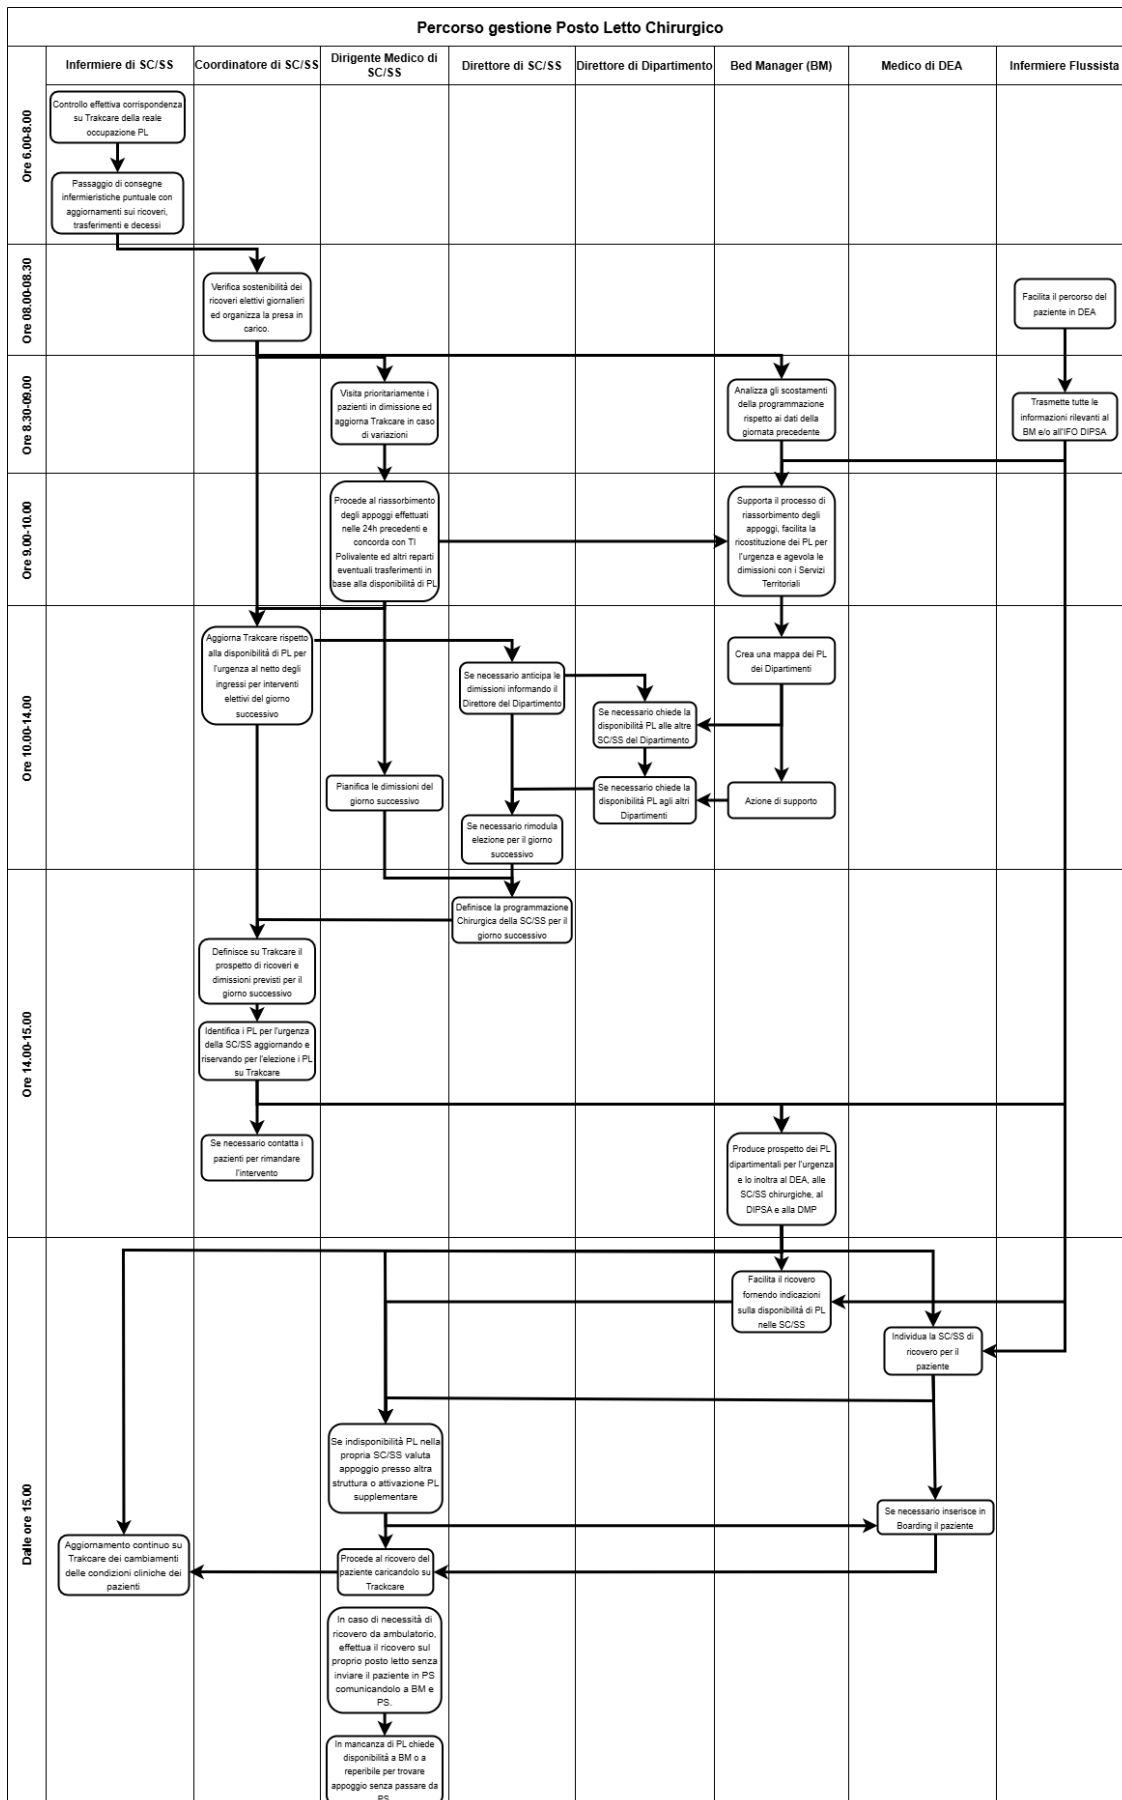 Percorso gestione Posto Letto Chirurgico
Infermiere di SC/SS
Coordinatore di SC/SS
Dirigente Medico di
SC/SS
Direttore di SC/SS
Direttore di Dipartimento
Bed Manager (BM)
Medico di DEA
Infermiere Flussista
Ore 6.00-8.00
Controllo effettiva corrispondenza
su Trakcare della reale
occupazione PL
Passaggio di consegne
infermieristiche puntuale con
aggiornamenti sui ricoveri,
trasferimenti e decessi
Ore 08.00-08.30
Verifica sostenibilità dei
ricoveri elettivi giornalieri
ed organizza la presa in
carico.
Facilita il percorso del
paziente in DEA
Ore 8.30-09.00
Visita prioritariamente i
pazienti in dimissione ed
aggiorna Trakcare in caso
di variazioni
Analizza gli scostamenti
della programmazione
rispetto ai dati della
giornata precedente
Trasmette tutte le
informazioni rilevanti al
BM e/o all'IFO DIPSA
Ore 9.00-10.00
Procede al riassorbimento
degli appoggi effettuati
nelle 24h precedenti e
concorda con TI
Polivalente ed altri reparti
eventuali trasferimenti in
base alla disponibilità di PL
Supporta il processo di
riassorbimento degli
appoggi, facilita la
ricostituzione dei PL per
l'urgenza e agevola le
dimissioni con i Servizi
Territoriali
Ore 10.00-14.00
Aggiorna Trakcare rispetto
alla disponibilità di PL per
l'urgenza al netto degli
ingressi per interventi
elettivi del giorno
successivo
Se necessario anticipa le
dimissioni informando il
Direttore del Dipartimento
Crea una mappa dei PL
dei Dipartimenti
Se necessario chiede la
disponibilità PL alle altre
SC/SS del Dipartimento
Pianifica le dimissioni del
giorno successivo
Se necessario chiede la
disponibilità PL agli altri
Dipartimenti
Azione di supporto
Se necessario rimodula
elezione per il giorno
successivo
Ore 14.00-15.00
Definisce la programmazione
Chirurgica della SC/SS per il
giorno successivo
Definisce su Trakcare il
prospetto di ricoveri e
dimissioni previsti per il
giorno successivo
Identifica i PL per l'urgenza
della SC/SS aggiornando e
riservando per l'elezione i PL
su Trakcare
Se necessario contatta i
pazienti per rimandare
l'intervento
Produce prospetto dei PL
dipartimentali per l'urgenza
e lo inoltra al DEA, alle
SC/SS chirurgiche, al
DIPSA e alla DMP
Dalle ore 15.00
Facilita il ricovero
fornendo indicazioni
sulla disponibilità di PL
nelle SC/SS
Individua la SC/SS di
ricovero per il
paziente
Se indisponibilità PL nella
propria SC/SS valuta
appoggio presso altra
struttura o attivazione PL
supplementare
Se necessario inserisce in
Boarding il paziente
Aggiornamento continuo su
Trakcare dei cambiamenti
delle condizioni cliniche dei
pazienti
Procede al ricovero del
paziente caricandolo su
Trackcare
In caso di necessità di
ricovero da ambulatorio,
effettua il ricovero sul
proprio posto letto senza
inviare il paziente in PS
comunicandolo a BM e
PS.
In mancanza di PL chiede
disponibilità a BM o a
reperibile per trovare
appoggio senza passare da
PS